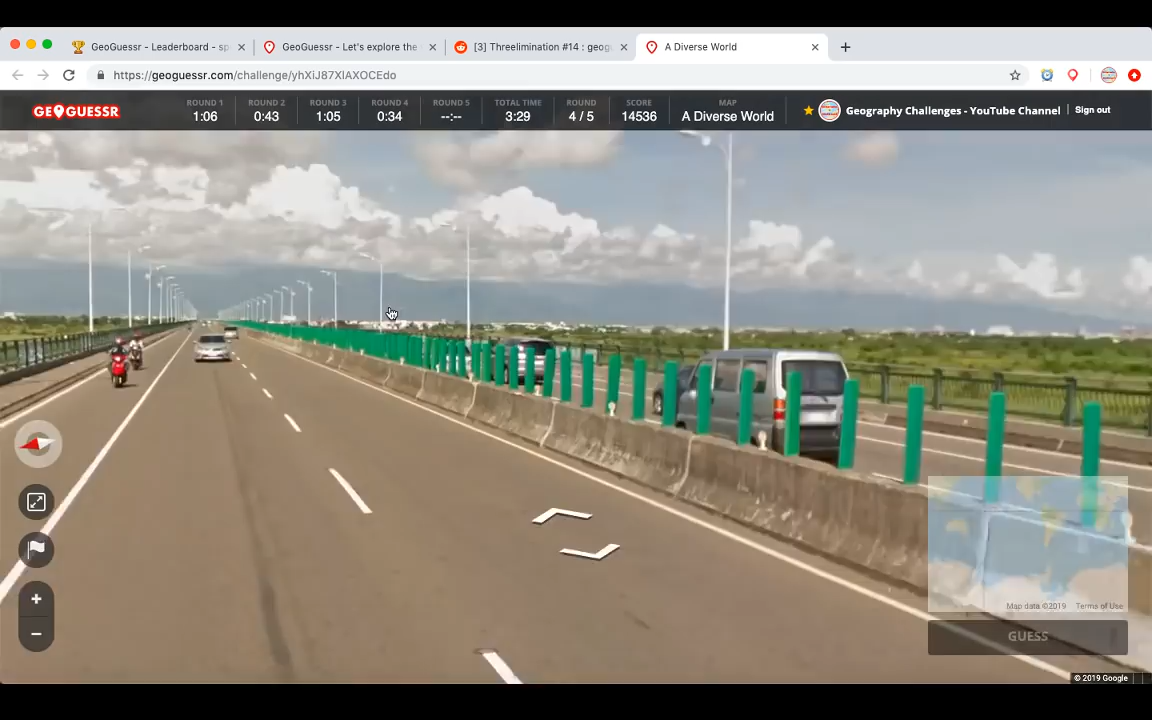 GeoGuessr - Leaderboard - sp
GeoGuessr - Let's explore the
[3] Threelimination #14 : geog
A Diverse World
https://geoguessr.com/challenge/yhXiJ87XIAXOCEdo
GEOGUESSR
ROUND 1
1:06
ROUND 2
0:43
ROUND 3
1:05
ROUND 4
0:34
ROUND 5
--:--
TOTAL TIME
3:29
ROUND
4 / 5
SCORE
14536
MAP
A Diverse World
Geography Challenges - YouTube Channel
Sign out
Map data ©2019 Terms of Use
GUESS
© 2019 Google